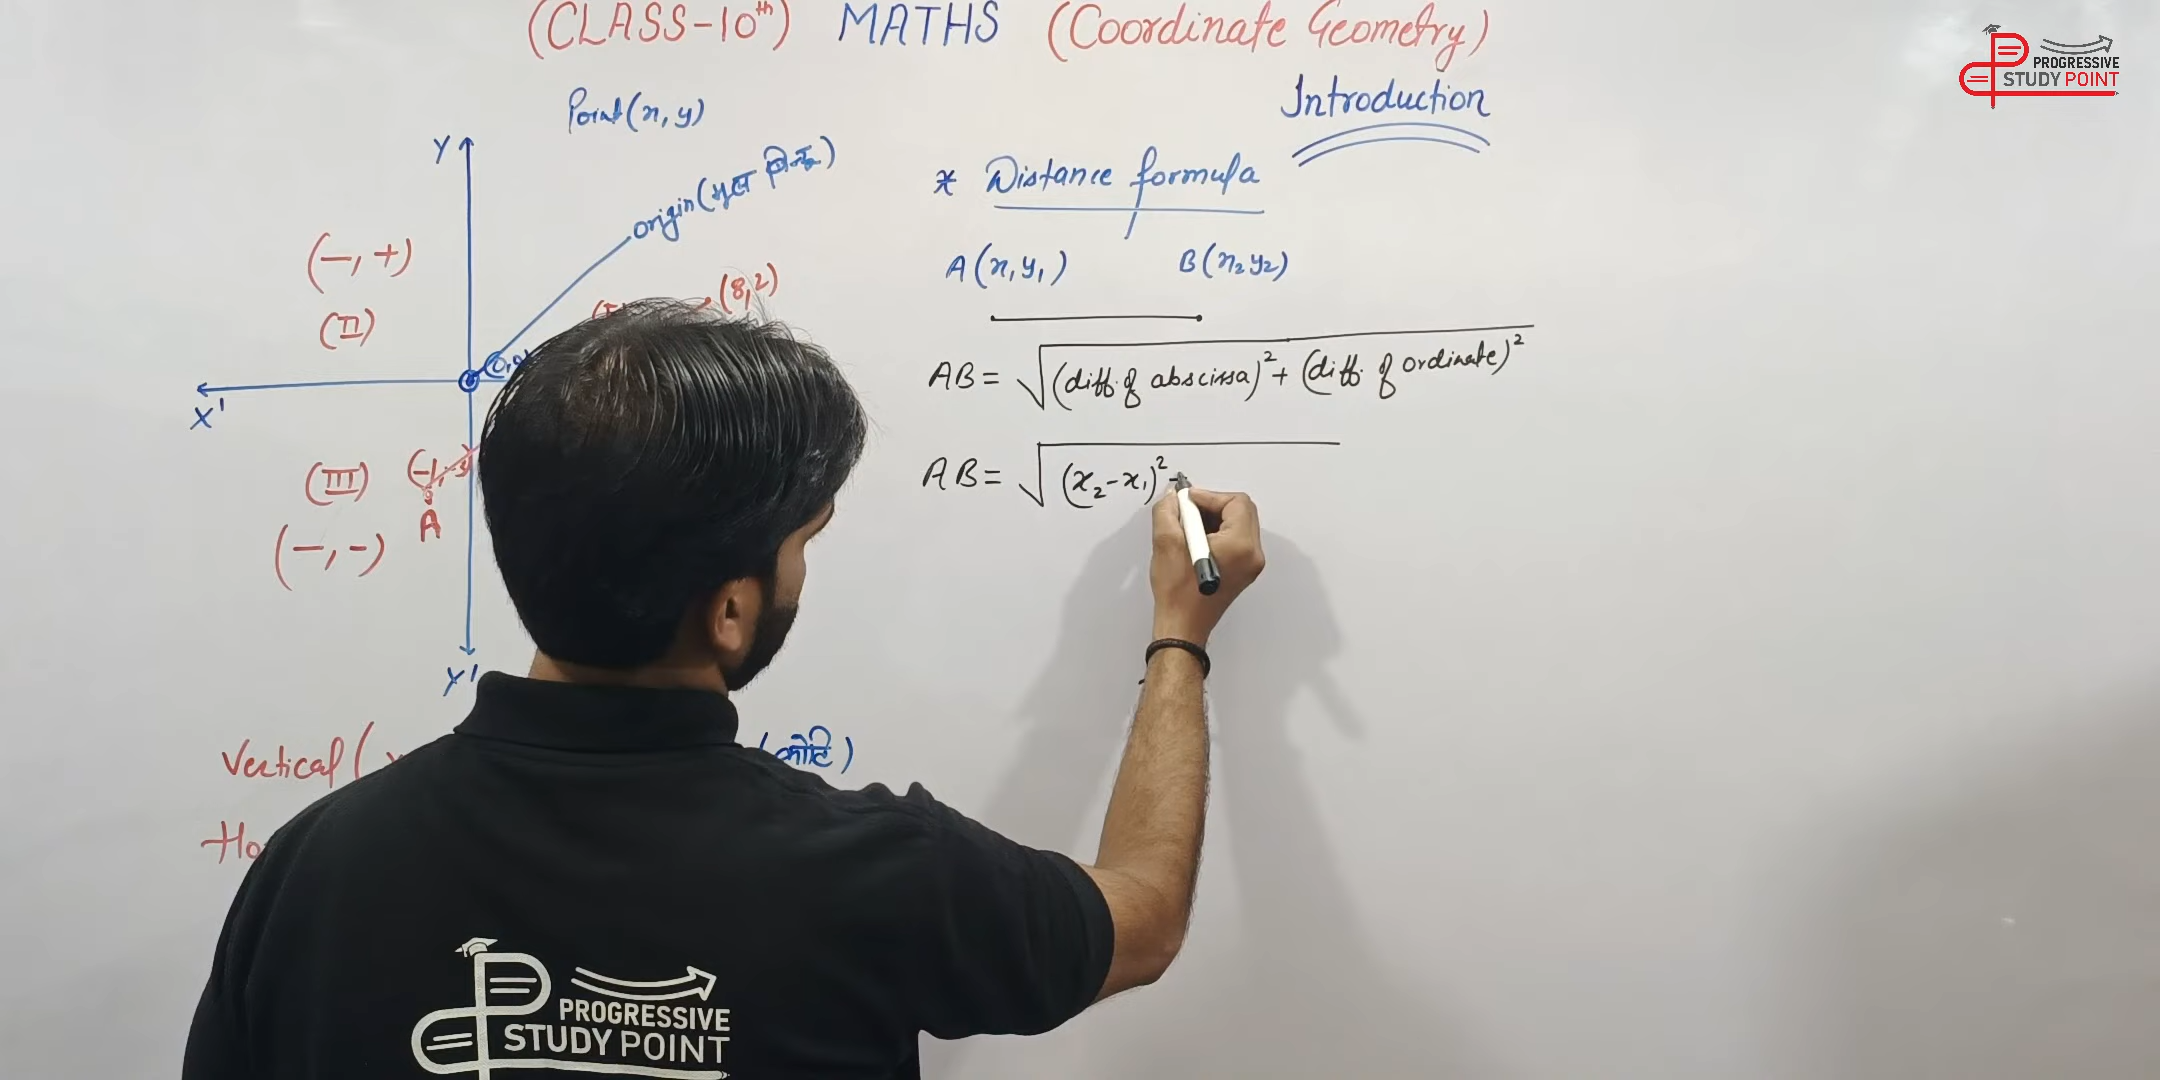 (CLASS-10th) MATHS (Coordinate Geometry)
PROGRESSIVE
STUDY POINT
Introduction
Point (x, y)
Y
origin (मूल बिन्दु)
* Distance formula
(-, +)
(8, 2)
A (x₁ y₁) B (x₂ y₂)
(II)
AB = √(diff. of abscissa)² + (diff. of ordinate)²
X'
(III)
A
AB = √(x₂-x₁)²
(-, -)
Y'
Vertical (
(कोटि)
PROGRESSIVE
STUDY POINT